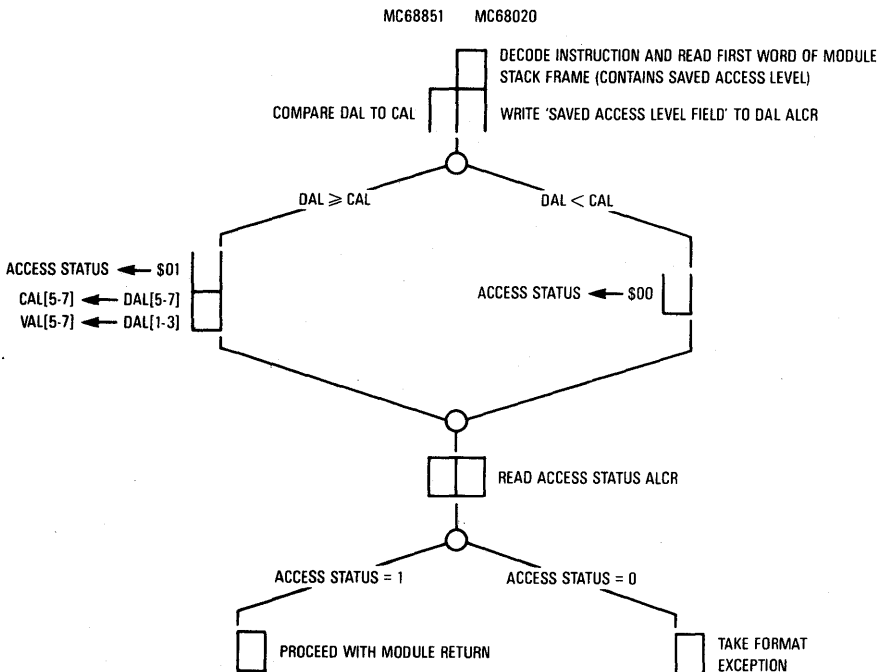 MC68851 MC68020
DECODE INSTRUCTION AND READ FIRST WORD OF MODULE
STACK FRAME (CONTAINS SAVED ACCESS LEVEL)
COMPARE DAL TO CAL
WRITE 'SAVED ACCESS LEVEL FIELD' TO DAL ALCR
DAL ⩾ CAL
DAL < CAL
ACCESS STATUS ← $01
CAL[5-7] ← DAL[5-7]
VAL[5-7] ← DAL[1-3]
ACCESS STATUS ← $00
READ ACCESS STATUS ALCR
ACCESS STATUS = 1
ACCESS STATUS = 0
PROCEED WITH MODULE RETURN
TAKE FORMAT
EXCEPTION